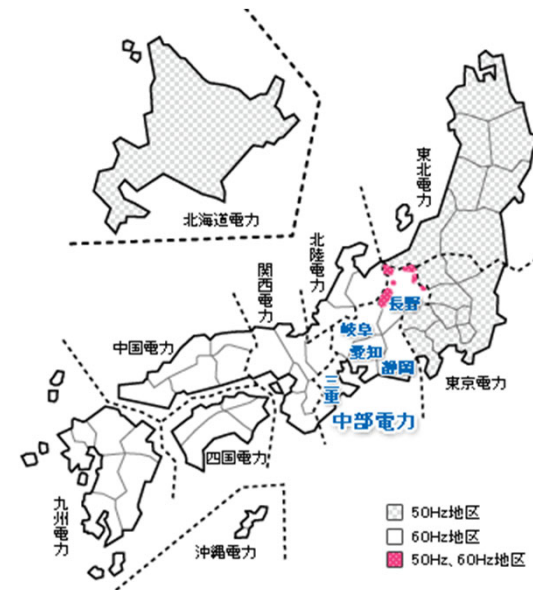 北海道電力
東北電力
北陸電力
関西電力
中国電力
長野
岐阜
愛知
静岡
三重
東京電力
中部電力
四国電力
九州電力
沖縄電力
50Hz地区
60Hz地区
50Hz、60Hz地区